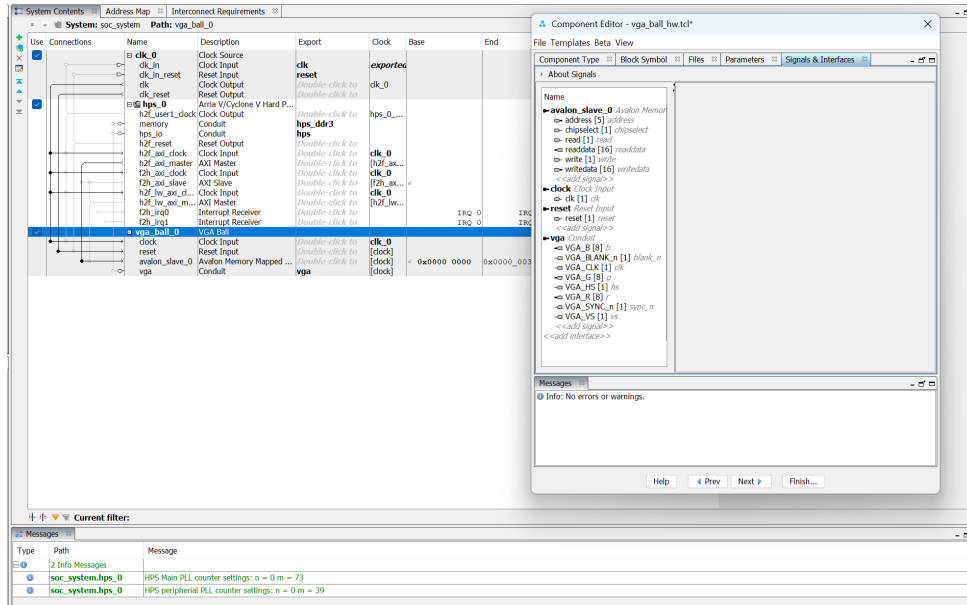 System Contents Address Map Interconnect Requirements
System: soc_system Path: vga_ball_0
Use Connections Name Description Export Clock Base End
clk_0 Clock Source
clk_in Clock Input clk exported
clk_in_reset Reset Input reset
clk Clock Output Double-click to clk_0
clk_reset Reset Output Double-click to
hps_0 Arria V/Cyclone V Hard P...
h2f_user1_clock Clock Output Double-click to hps_0_...
memory Conduit hps_ddr3
hps_io Conduit hps
h2f_reset Reset Output Double-click to
h2f_axi_clock Clock Input Double-click to clk_0
h2f_axi_master AXI Master Double-click to [h2f_ax...
f2h_axi_clock Clock Input Double-click to clk_0
f2h_axi_slave AXI Slave Double-click to [f2h_ax...
h2f_lw_axi_cl... Clock Input Double-click to clk_0
h2f_lw_axi_m... AXI Master Double-click to [h2f_lw...
f2h_irq0 Interrupt Receiver Double-click to IRQ 0 IRQ
f2h_irq1 Interrupt Receiver Double-click to IRQ 0 IRQ
vga_ball_0 VGA Ball
clock Clock Input Double-click to clk_0
reset Reset Input Double-click to [clock]
avalon_slave_0 Avalon Memory Mapped ... Double-click to [clock] 0x0000 0000 0x0000_003
vga Conduit vga [clock]
Current filter:
Component Editor - vga_ball_hw.tcl*
File Templates Beta View
Component Type Block Symbol Files Parameters Signals & Interfaces
About Signals
Name
avalon_slave_0 Avalon Memor
address [5] address
chipselect [1] chipselect
read [1] read
readdata [16] readdata
write [1] write
writedata [16] writedata
<<add signal>>
clock Clock Input
clk [1] clk
reset Reset Input
reset [1] reset
<<add signal>>
vga Conduit
VGA_B [8] b
VGA_BLANK_n [1] blank_n
VGA_CLK [1] clk
VGA_G [8] g
VGA_HS [1] hs
VGA_R [8] r
VGA_SYNC_n [1] sync_n
VGA_VS [1] vs
<<add signal>>
<<add interface>>
Messages
Info: No errors or warnings.
Help Prev Next Finish...
Messages
Type Path Message
2 Info Messages
soc_system.hps_0 HPS Main PLL counter settings: n = 0 m = 73
soc_system.hps_0 HPS peripherial PLL counter settings: n = 0 m = 39